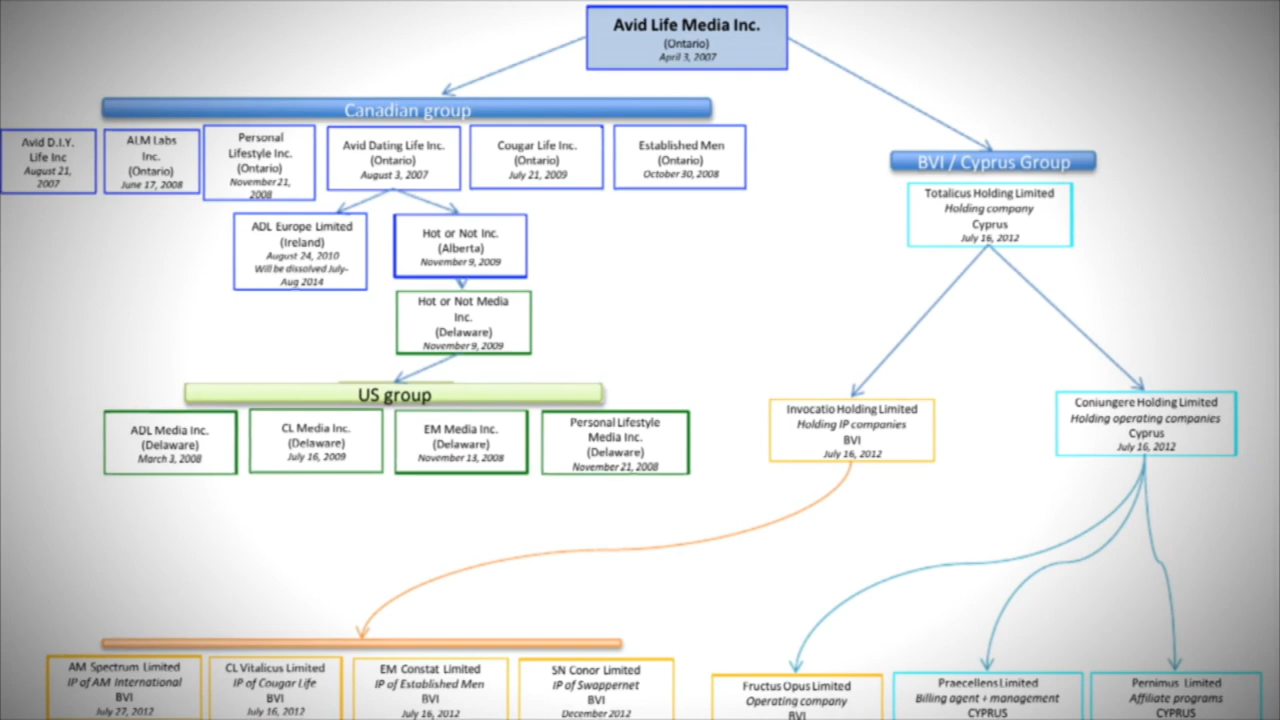 Avid Life Media Inc.
(Ontario)
April 3, 2007
Canadian group
Avid D.I.Y.
Life Inc
August 21,
2007
ALM Labs
Inc.
(Ontario)
June 17, 2008
Personal
Lifestyle Inc.
(Ontario)
November 21,
2008
Avid Dating Life Inc.
(Ontario)
August 3, 2007
Cougar Life Inc.
(Ontario)
July 21, 2009
Established Men
(Ontario)
October 30, 2008
BVI / Cyprus Group
Totalicus Holding Limited
Holding company
Cyprus
July 16, 2012
ADL Europe Limited
(Ireland)
August 24, 2010
Will be dissolved July-
Aug 2014
Hot or Not Inc.
(Alberta)
November 9, 2009
Hot or Not Media
Inc.
(Delaware)
November 9, 2009
US group
ADL Media Inc.
(Delaware)
March 3, 2008
CL Media Inc.
(Delaware)
July 16, 2009
EM Media Inc.
(Delaware)
November 13, 2008
Personal Lifestyle
Media Inc.
(Delaware)
November 21, 2008
Invocatio Holding Limited
Holding IP companies
BVI
July 16, 2012
Coniungere Holding Limited
Holding operating companies
Cyprus
July 16, 2012
AM Spectrum Limited
IP of AM International
BVI
July 27, 2012
CL Vitalicus Limited
IP of Cougar Life
BVI
July 16, 2012
EM Constat Limited
IP of Established Men
BVI
July 16, 2012
SN Conor Limited
IP of Swappernet
BVI
December 2012
Fructus Opus Limited
Operating company
BVI
Praecellens Limited
Billing agent + management
CYPRUS
Pernimus Limited
Affiliate programs
CYPRUS